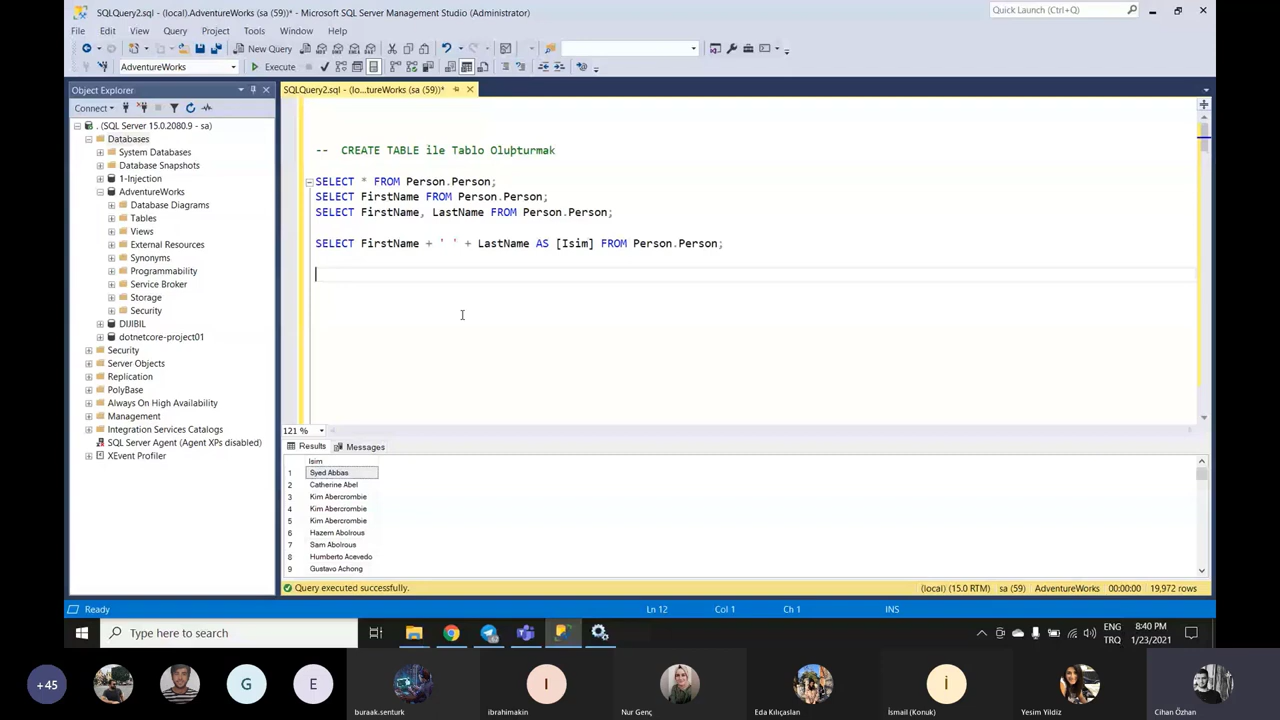 SQLQuery2.sql - (local).AdventureWorks (sa (59))* - Microsoft SQL Server Management Studio (Administrator)
Quick Launch (Ctrl+Q)
File Edit View Query Project Tools Window Help
New Query
AdventureWorks
Execute
Object Explorer
SQLQuery2.sql - (lo...tureWorks (sa (59))*
Connect
. (SQL Server 15.0.2080.9 - sa)
Databases
System Databases
Database Snapshots
1-Injection
AdventureWorks
Database Diagrams
Tables
Views
External Resources
Synonyms
Programmability
Service Broker
Storage
Security
DIJIBIL
dotnetcore-project01
Security
Server Objects
Replication
PolyBase
Always On High Availability
Management
Integration Services Catalogs
SQL Server Agent (Agent XPs disabled)
XEvent Profiler
-- CREATE TABLE ile Tablo Oluþturmak
SELECT * FROM Person.Person;
SELECT FirstName FROM Person.Person;
SELECT FirstName, LastName FROM Person.Person;
SELECT FirstName + ' ' + LastName AS [Isim] FROM Person.Person;
121 %
Results Messages
Isim
1 Syed Abbas
2 Catherine Abel
3 Kim Abercrombie
4 Kim Abercrombie
5 Kim Abercrombie
6 Hazem Abolrous
7 Sam Abolrous
8 Humberto Acevedo
9 Gustavo Achong
Query executed successfully.
(local) (15.0 RTM) sa (59) AdventureWorks 00:00:00 19,972 rows
Ready
Ln 12 Col 1 Ch 1 INS
Type here to search
ENG
TRQ
8:40 PM
1/23/2021
+45
G
E
I
İ
buraak.senturk
ibrahimakin
Nur Genç
Eda Kılıçaslan
İsmail (Konuk)
Yesim Yildiz
Cihan Özhan